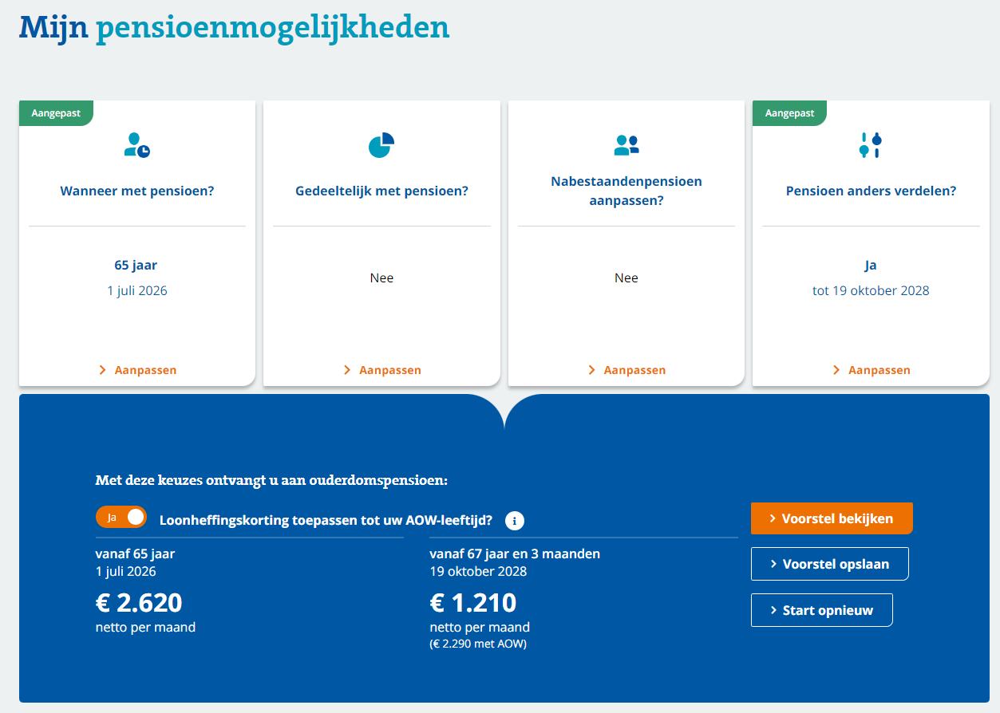 Mijn pensioenmogelijkheden
Aangepast
Wanneer met pensioen?
65 jaar
1 juli 2026
Aanpassen
Gedeeltelijk met pensioen?
Nee
Aanpassen
Nabestaandenpensioen
aanpassen?
Nee
Aanpassen
Aangepast
Pensioen anders verdelen?
Ja
tot 19 oktober 2028
Aanpassen
Met deze keuzes ontvangt u aan ouderdomspensioen:
Ja
Loonheffingskorting toepassen tot uw AOW-leeftijd?
i
vanaf 65 jaar
1 juli 2026
€ 2.620
netto per maand
vanaf 67 jaar en 3 maanden
19 oktober 2028
€ 1.210
netto per maand
(€ 2.290 met AOW)
Voorstel bekijken
Voorstel opslaan
Start opnieuw